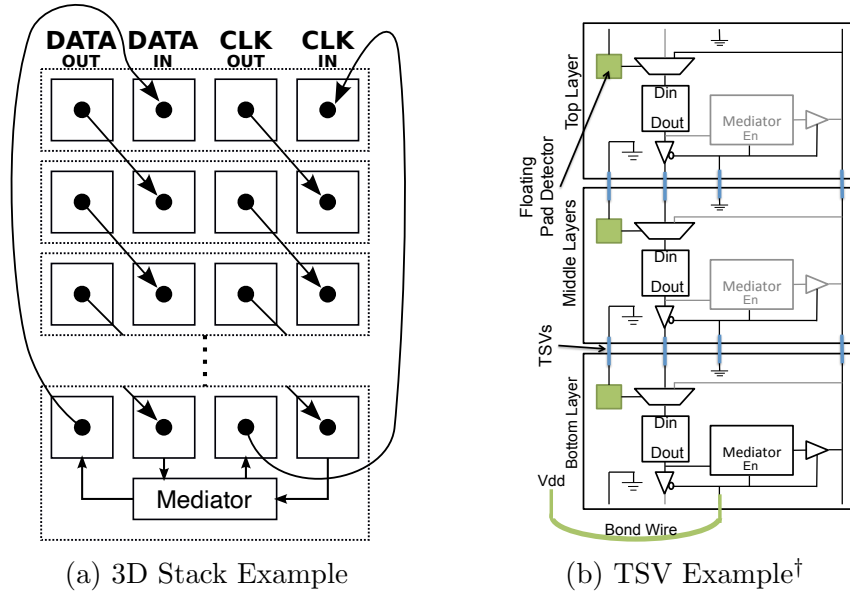 DATA DATA CLK CLK
OUT IN OUT IN
Mediator
(a) 3D Stack Example
Top Layer
Din
Dout
Mediator
En
Floating
Pad Detector
Middle Layers
Din
Dout
Mediator
En
TSVs
Bottom Layer
Din
Dout
Mediator
En
Vdd
Bond Wire
(b) TSV Example†